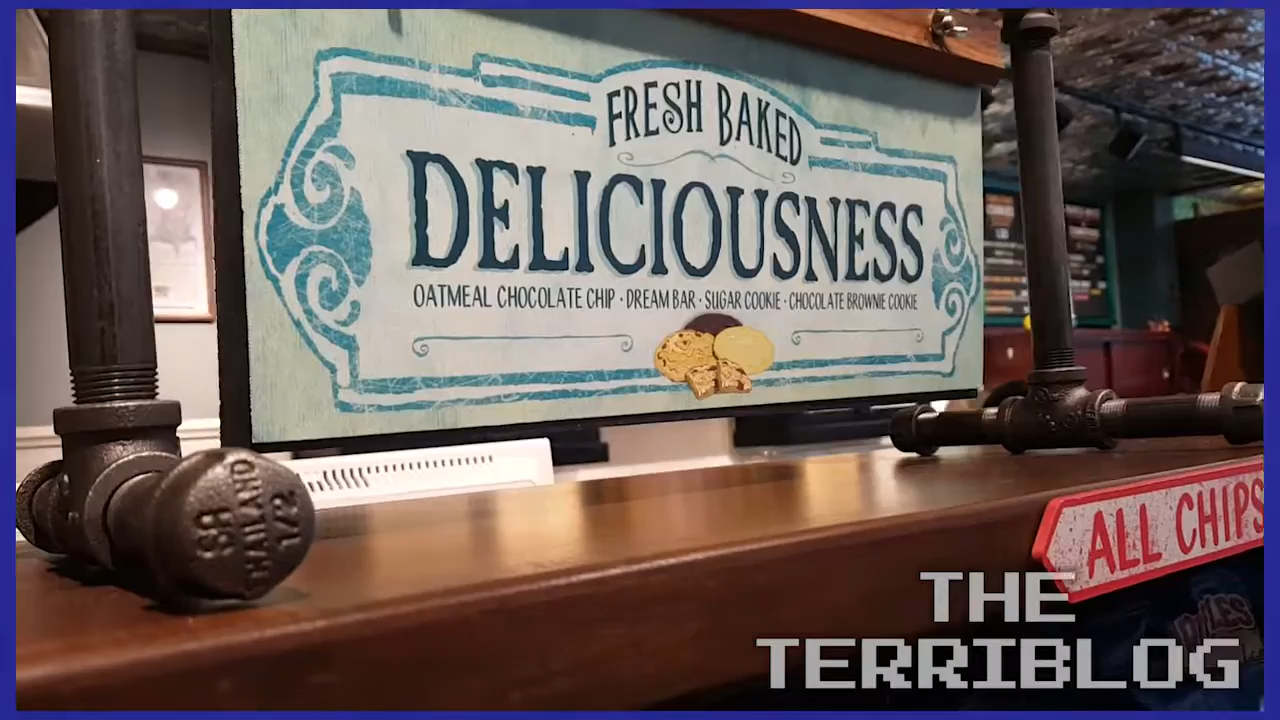 FRESH BAKED
DELICIOUSNESS
OATMEAL CHOCOLATE CHIP · DREAM BAR · SUGAR COOKIE · CHOCOLATE BROWNIE COOKIE
THAILAND
1/2
ALL CHIPS
THE
TERRIBLOG